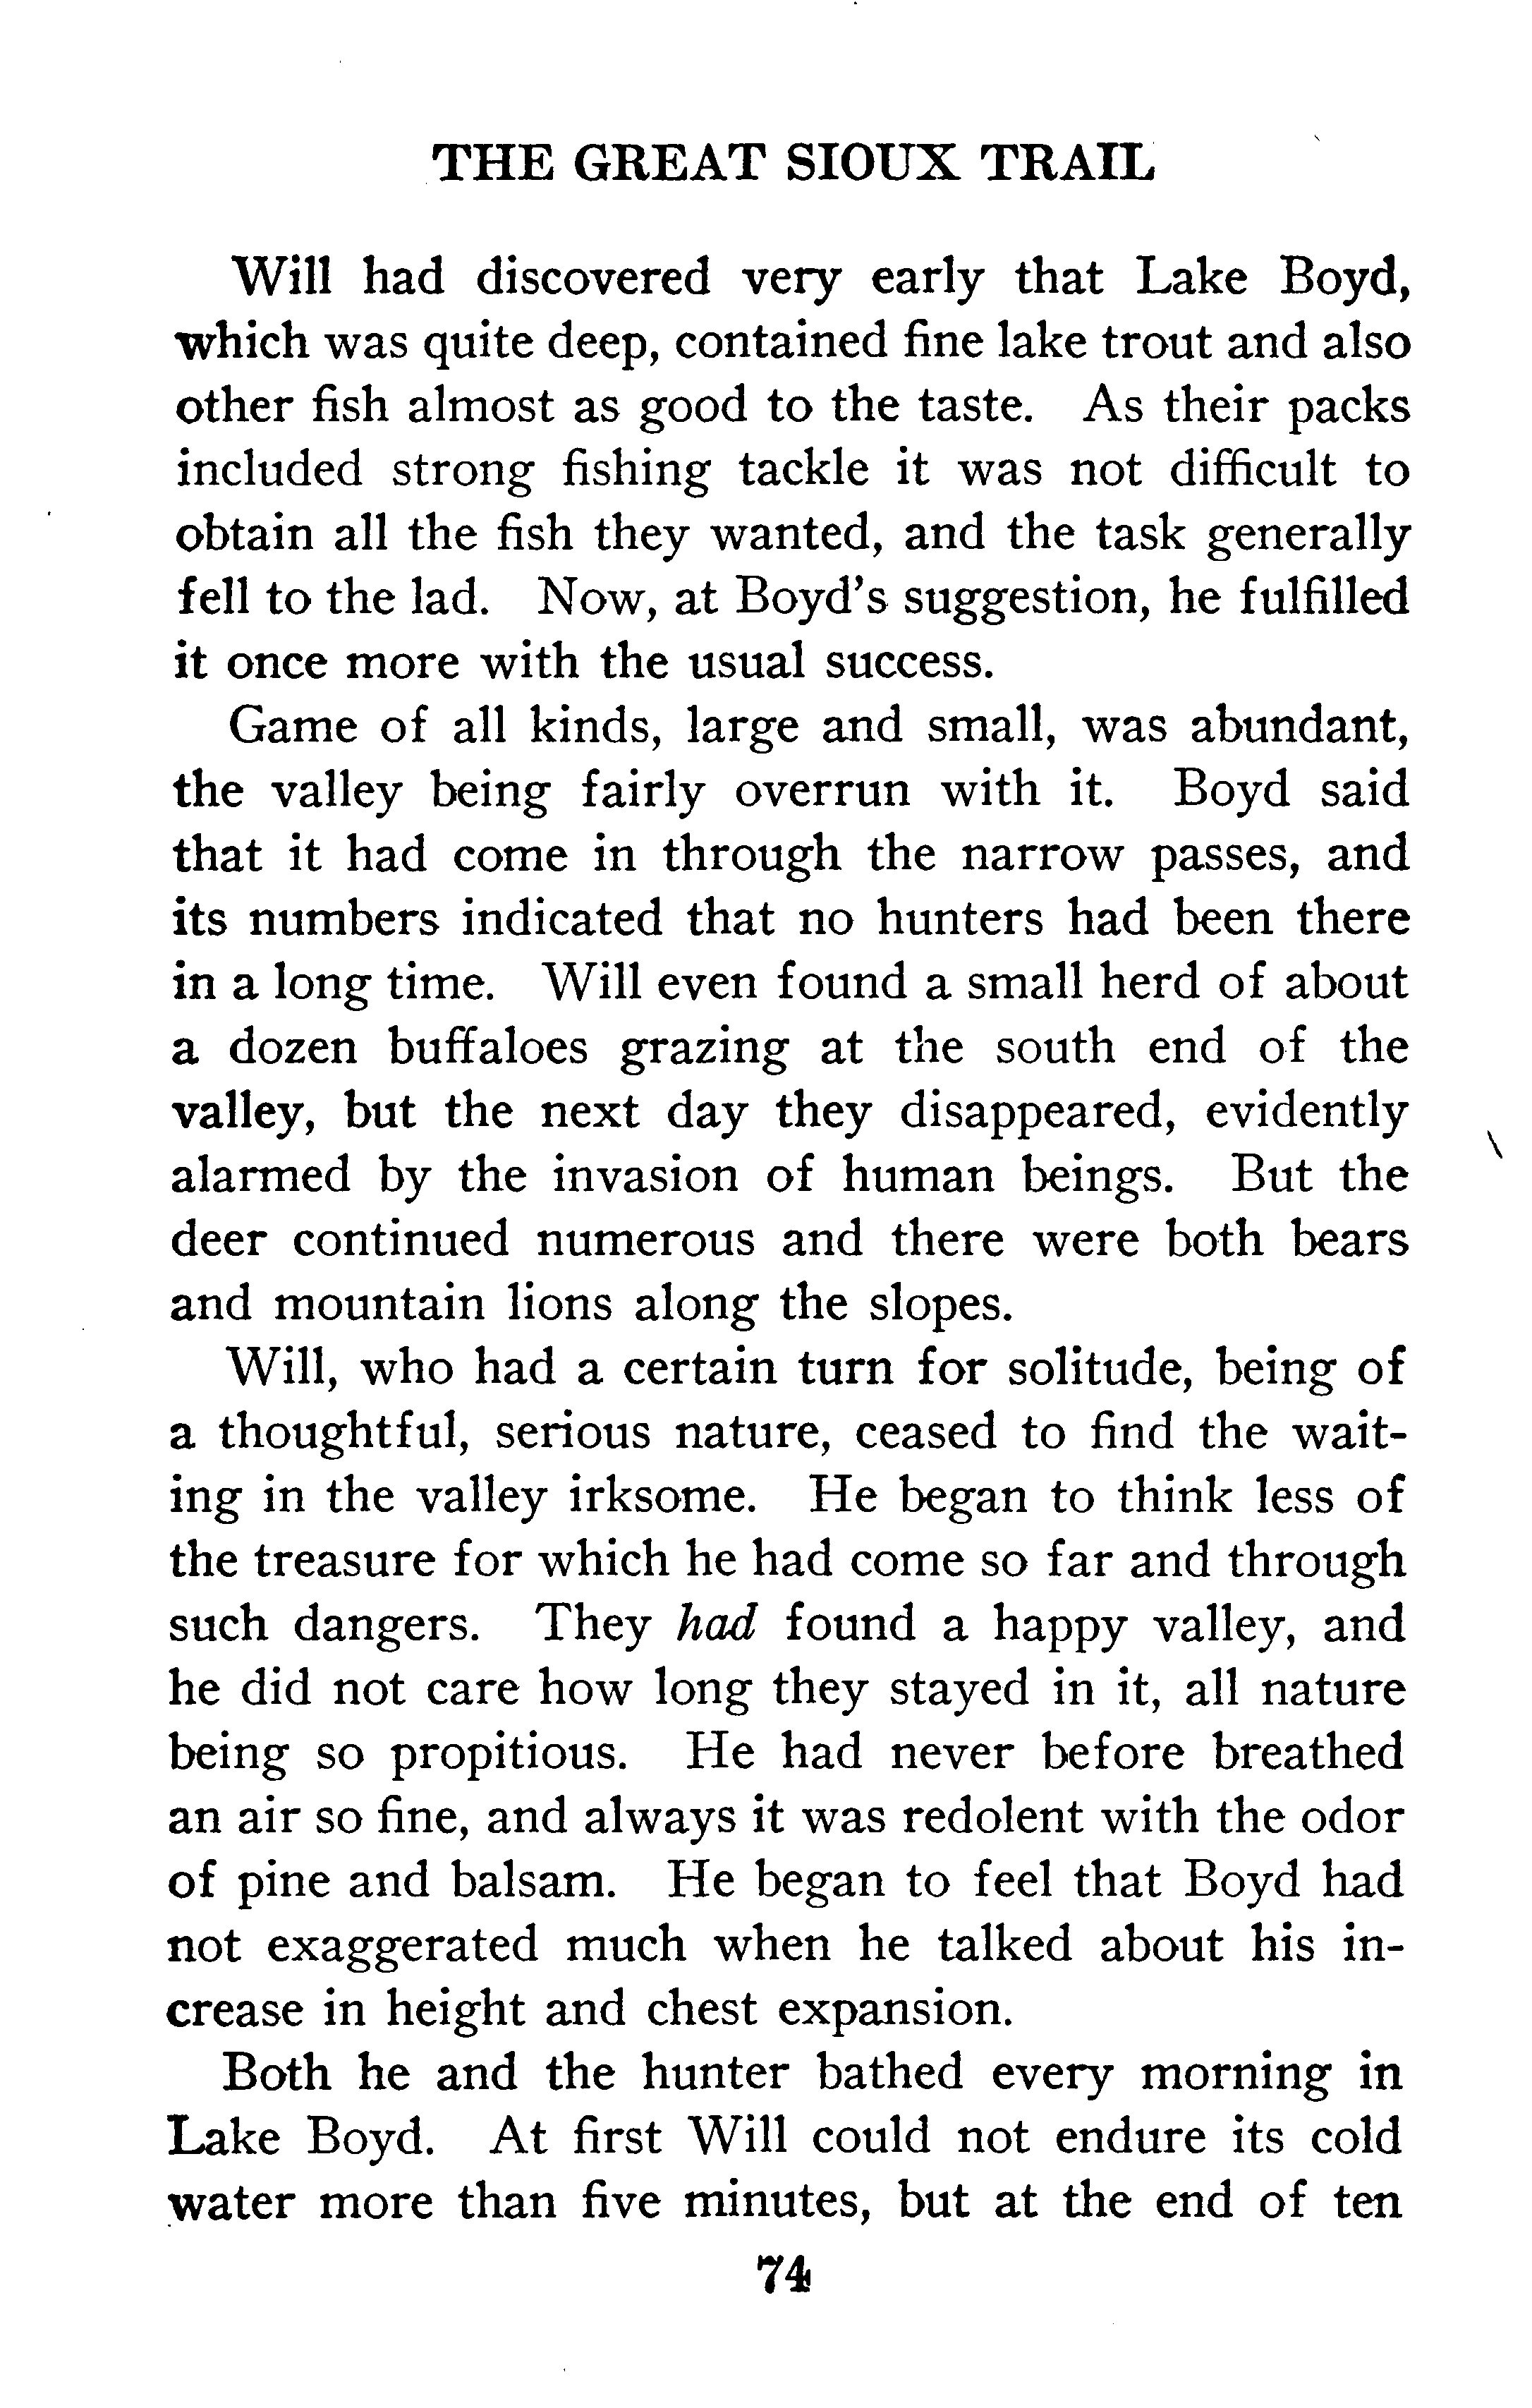 THE GREAT SIOUX TRAIL
Will had discovered very early that Lake Boyd,
which was quite deep, contained fine lake trout and also
other fish almost as good to the taste. As their packs
included strong fishing tackle it was not difficult to
obtain all the fish they wanted, and the task generally
fell to the lad. Now, at Boyd's suggestion, he fulfilled
it once more with the usual success.
Game of all kinds, large and small, was abundant,
the valley being fairly overrun with it. Boyd said
that it had come in through the narrow passes, and
its numbers indicated that no hunters had been there
in a long time. Will even found a small herd of about
a dozen buffaloes grazing at the south end of the
valley, but the next day they disappeared, evidently
alarmed by the invasion of human beings. But the
deer continued numerous and there were both bears
and mountain lions along the slopes.
Will, who had a certain turn for solitude, being of
a thoughtful, serious nature, ceased to find the wait-
ing in the valley irksome. He began to think less of
the treasure for which he had come so far and through
such dangers. They had found a happy valley, and
he did not care how long they stayed in it, all nature
being so propitious. He had never before breathed
an air so fine, and always it was redolent with the odor
of pine and balsam. He began to feel that Boyd had
not exaggerated much when he talked about his in-
crease in height and chest expansion.
Both he and the hunter bathed every morning in
Lake Boyd. At first Will could not endure its cold
water more than five minutes, but at the end of ten
74